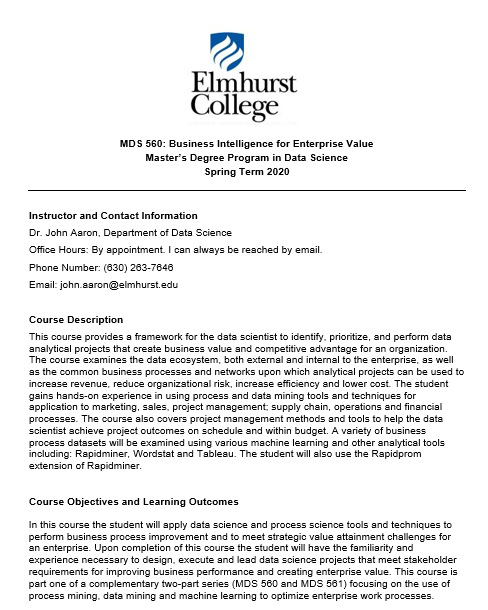 Elmhurst
College
MDS 560: Business Intelligence for Enterprise Value
Master's Degree Program in Data Science
Spring Term 2020
Instructor and Contact Information
Dr. John Aaron, Department of Data Science
Office Hours: By appointment. I can always be reached by email.
Phone Number: (630) 263-7646
Email: john.aaron@elmhurst.edu
Course Description
This course provides a framework for the data scientist to identify, prioritize, and perform data
analytical projects that create business value and competitive advantage for an organization.
The course examines the data ecosystem, both external and internal to the enterprise, as well
as the common business processes and networks upon which analytical projects can be used to
increase revenue, reduce organizational risk, increase efficiency and lower cost. The student
gains hands-on experience in using process and data mining tools and techniques for
application to marketing, sales, project management; supply chain, operations and financial
processes. The course also covers project management methods and tools to help the data
scientist achieve project outcomes on schedule and within budget. A variety of business
process datasets will be examined using various machine learning and other analytical tools
including: Rapidminer, Wordstat and Tableau. The student will also use the Rapidprom
extension of Rapidminer.
Course Objectives and Learning Outcomes
In this course the student will apply data science and process science tools and techniques to
perform business process improvement and to meet strategic value attainment challenges for
an enterprise. Upon completion of this course the student will have the familiarity and
experience necessary to design, execute and lead data science projects that meet stakeholder
requirements for improving business performance and creating enterprise value. This course is
part one of a complementary two-part series (MDS 560 and MDS 561) focusing on the use of
process mining, data mining and machine learning to optimize enterprise work processes.